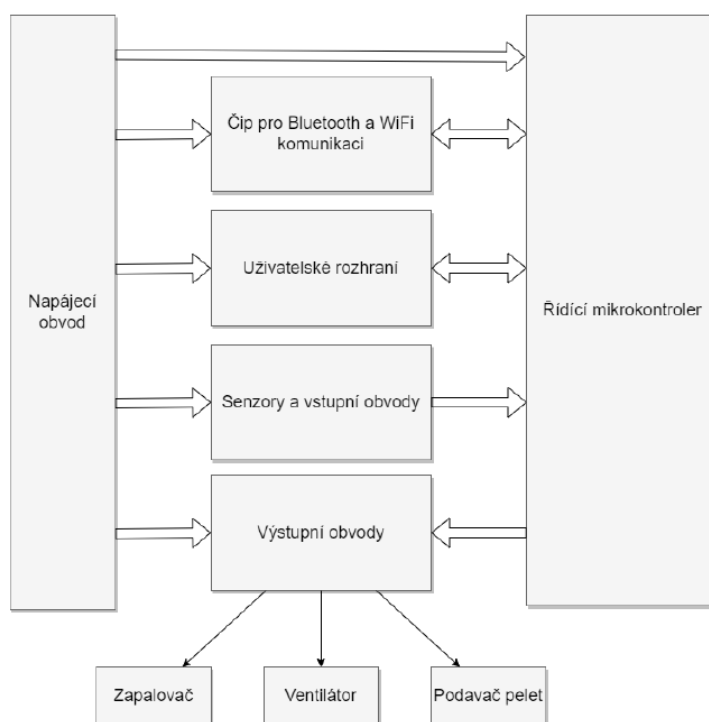 Čip pro Bluetooth a WiFi
komunikaci
Uživatelské rozhraní
Napájecí
obvod
Řídící mikrokontroler
Senzory a vstupní obvody
Výstupní obvody
Zapalovač
Ventilátor
Podavač pelet